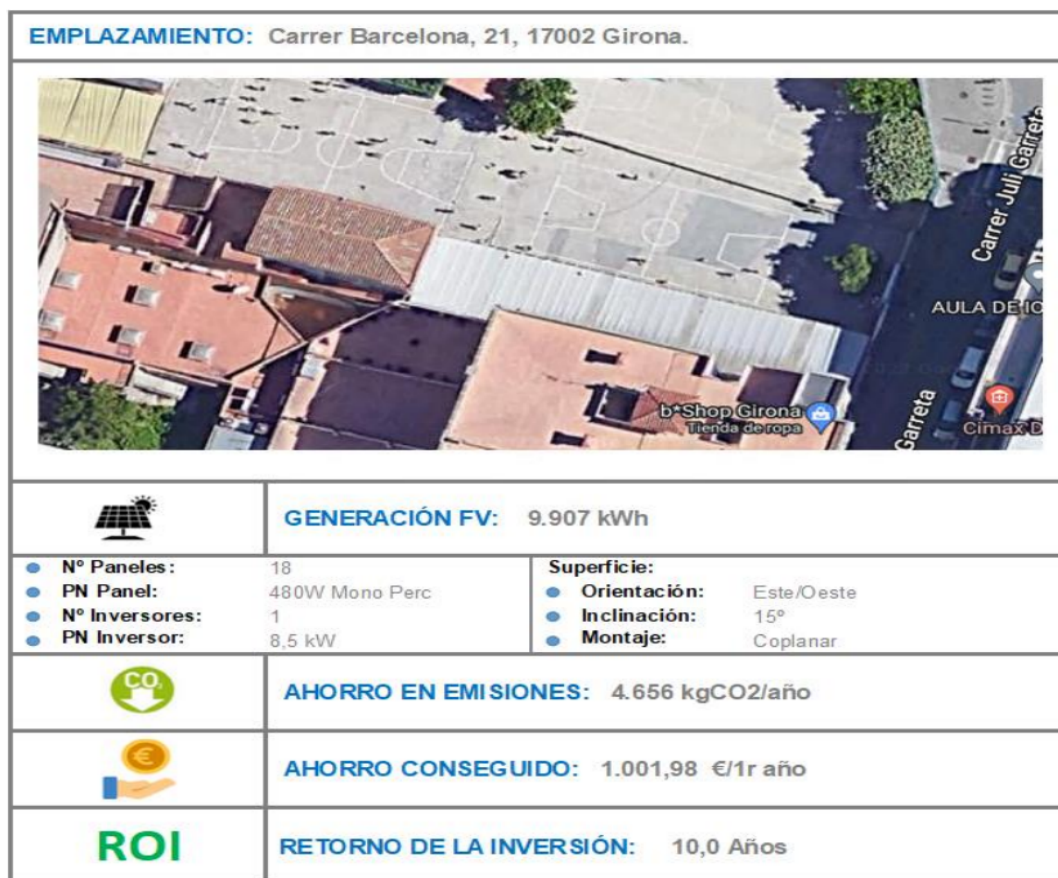 EMPLAZAMIENTO: Carrer Barcelona, 21, 17002 Girona.
Carrer Juli Garreta
AULA DE IO
b*Shop Girona
Tienda de ropa
Garreta
Cimax D
GENERACIÓN FV: 9.907 kWh
Nº Paneles: 18
PN Panel: 480W Mono Perc
Nº Inversores: 1
PN Inversor: 8,5 kW
Superficie:
Orientación: Este/Oeste
Inclinación: 15º
Montaje: Coplanar
CO2
AHORRO EN EMISIONES: 4.656 kgCO2/año
€
AHORRO CONSEGUIDO: 1.001,98 €/1r año
ROI
RETORNO DE LA INVERSIÓN: 10,0 Años